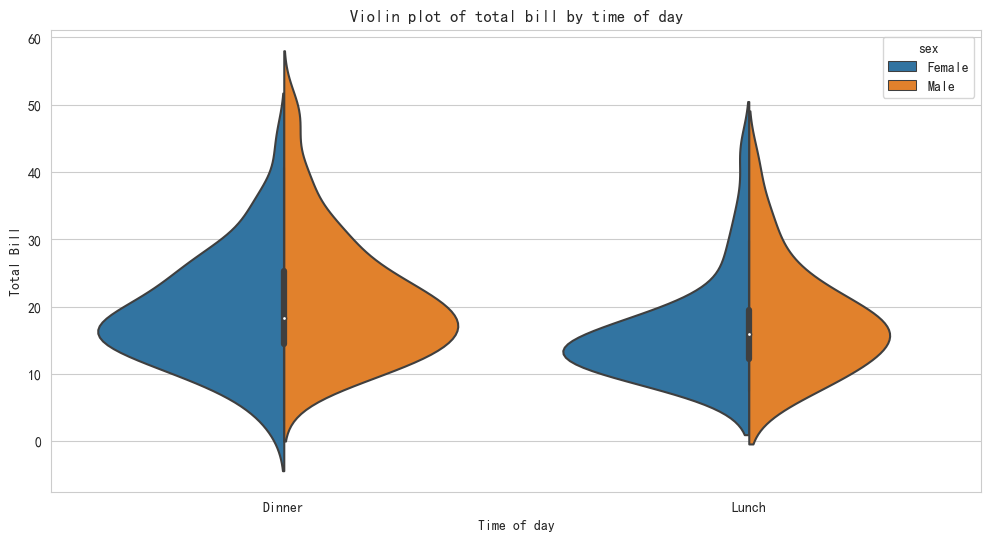 Violin plot of total bill by time of day
sex
Female
Male
Total Bill
60
50
40
30
20
10
0
Dinner
Lunch
Time of day